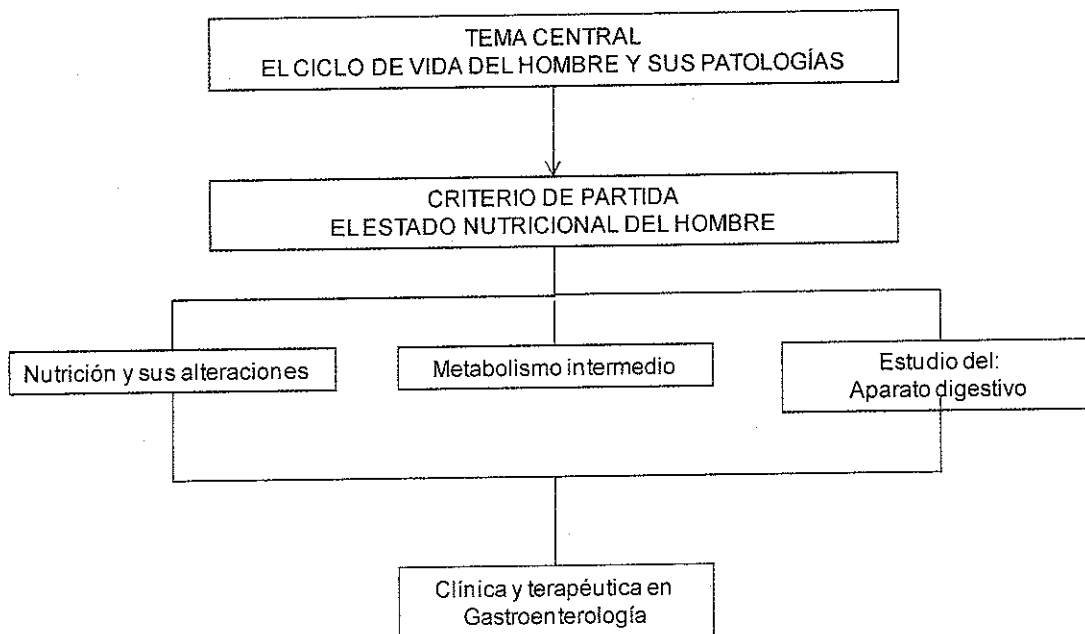 TEMA CENTRAL
EL CICLO DE VIDA DEL HOMBRE Y SUS PATOLOGÍAS
CRITERIO DE PARTIDA
EL ESTADO NUTRICIONAL DEL HOMBRE
Nutrición y sus alteraciones
Metabolismo intermedio
Estudio del:
Aparato digestivo
Clínica y terapéutica en
Gastroenterología